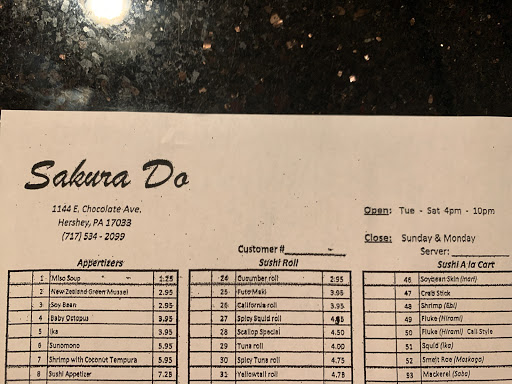 Sakura Do
1144 E. Chocolate Ave,
Hershey, PA 17033
(717) 534 - 2099
Open: Tue - Sat 4pm - 10pm
Close: Sunday & Monday
Customer #
Server:
Appertizers
1 Miso Soup 1.25
2 New Zealand Green Mussel 2.95
3 Soy Bean 2.95
4 Baby Octopus 3.95
5 Ika 3.95
6 Sunomono 5.95
7 Shrimp with Coconut Tempura 5.95
8 Sushi Appetizer 7.25
Sushi Roll
24 Cucumber roll 2.95
25 Futo Maki 3.95
26 California roll 3.95
27 Spicy Squid roll
28 Scallop Special 4.50
29 Tuna roll 4.00
30 Spicy Tuna roll 4.75
31 Yellowtail roll 4.75
Sushi A la Cart
46 Soybean Skin (Inari)
47 Crab Stick
48 Shrimp (Ebi)
49 Fluke (Hirami)
50 Fluke (Hirami) Cali Style
51 Squid (Ika)
52 Smelt Roe (Maskago)
53 Mackerel (Saba)